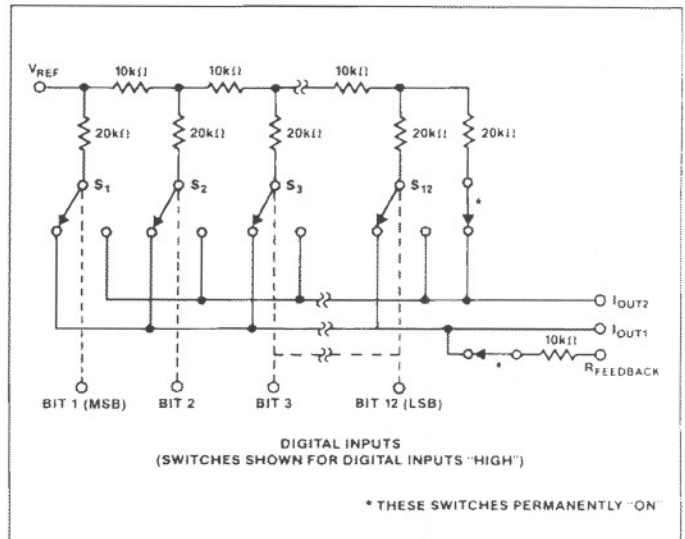 VREF
10kΩ 10kΩ 10kΩ
20kΩ 20kΩ 20kΩ 20kΩ 20kΩ
S1 S2 S3 S12
*
IOUT2
IOUT1
10kΩ
*
RFEEDBACK
BIT 1 (MSB) BIT 2 BIT 3 BIT 12 (LSB)
DIGITAL INPUTS
(SWITCHES SHOWN FOR DIGITAL INPUTS "HIGH")
* THESE SWITCHES PERMANENTLY "ON"